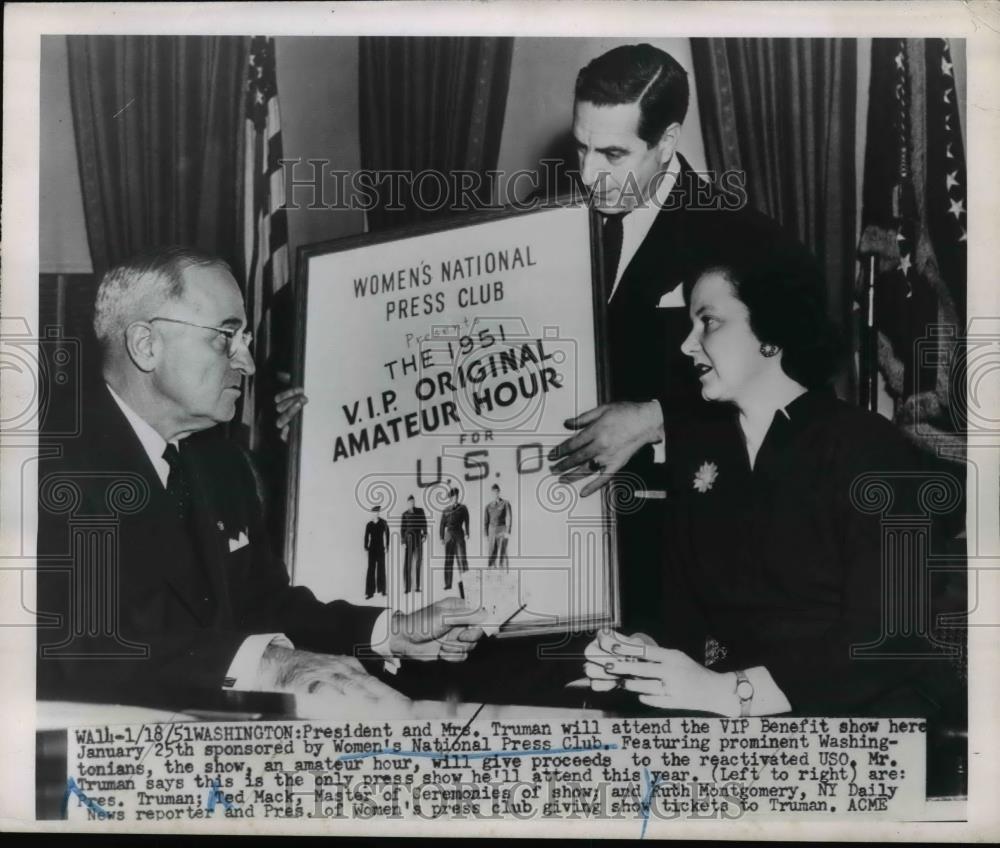 HISTORIC IMAGES
WOMEN'S NATIONAL
PRESS CLUB
Presents
THE 1951
V.I.P. ORIGINAL
AMATEUR HOUR
FOR
U.S.O
WA14-1/18/51WASHINGTON:President and Mrs. Truman will attend the VIP Benefit show here
January 25th sponsored by Women's National Press Club. Featuring prominent Washing-
tonians, the show, an amateur hour, will give proceeds to the reactivated USO. Mr.
Truman says this is the only press show he'll attend this year. (Left to right) are:
Pres. Truman; Ted Mack, Master of Ceremonies of show; and Ruth Montgomery, NY Daily
News reporter and Pres. of Women's press club giving show tickets to Truman. ACME
HISTORIC IMAGES